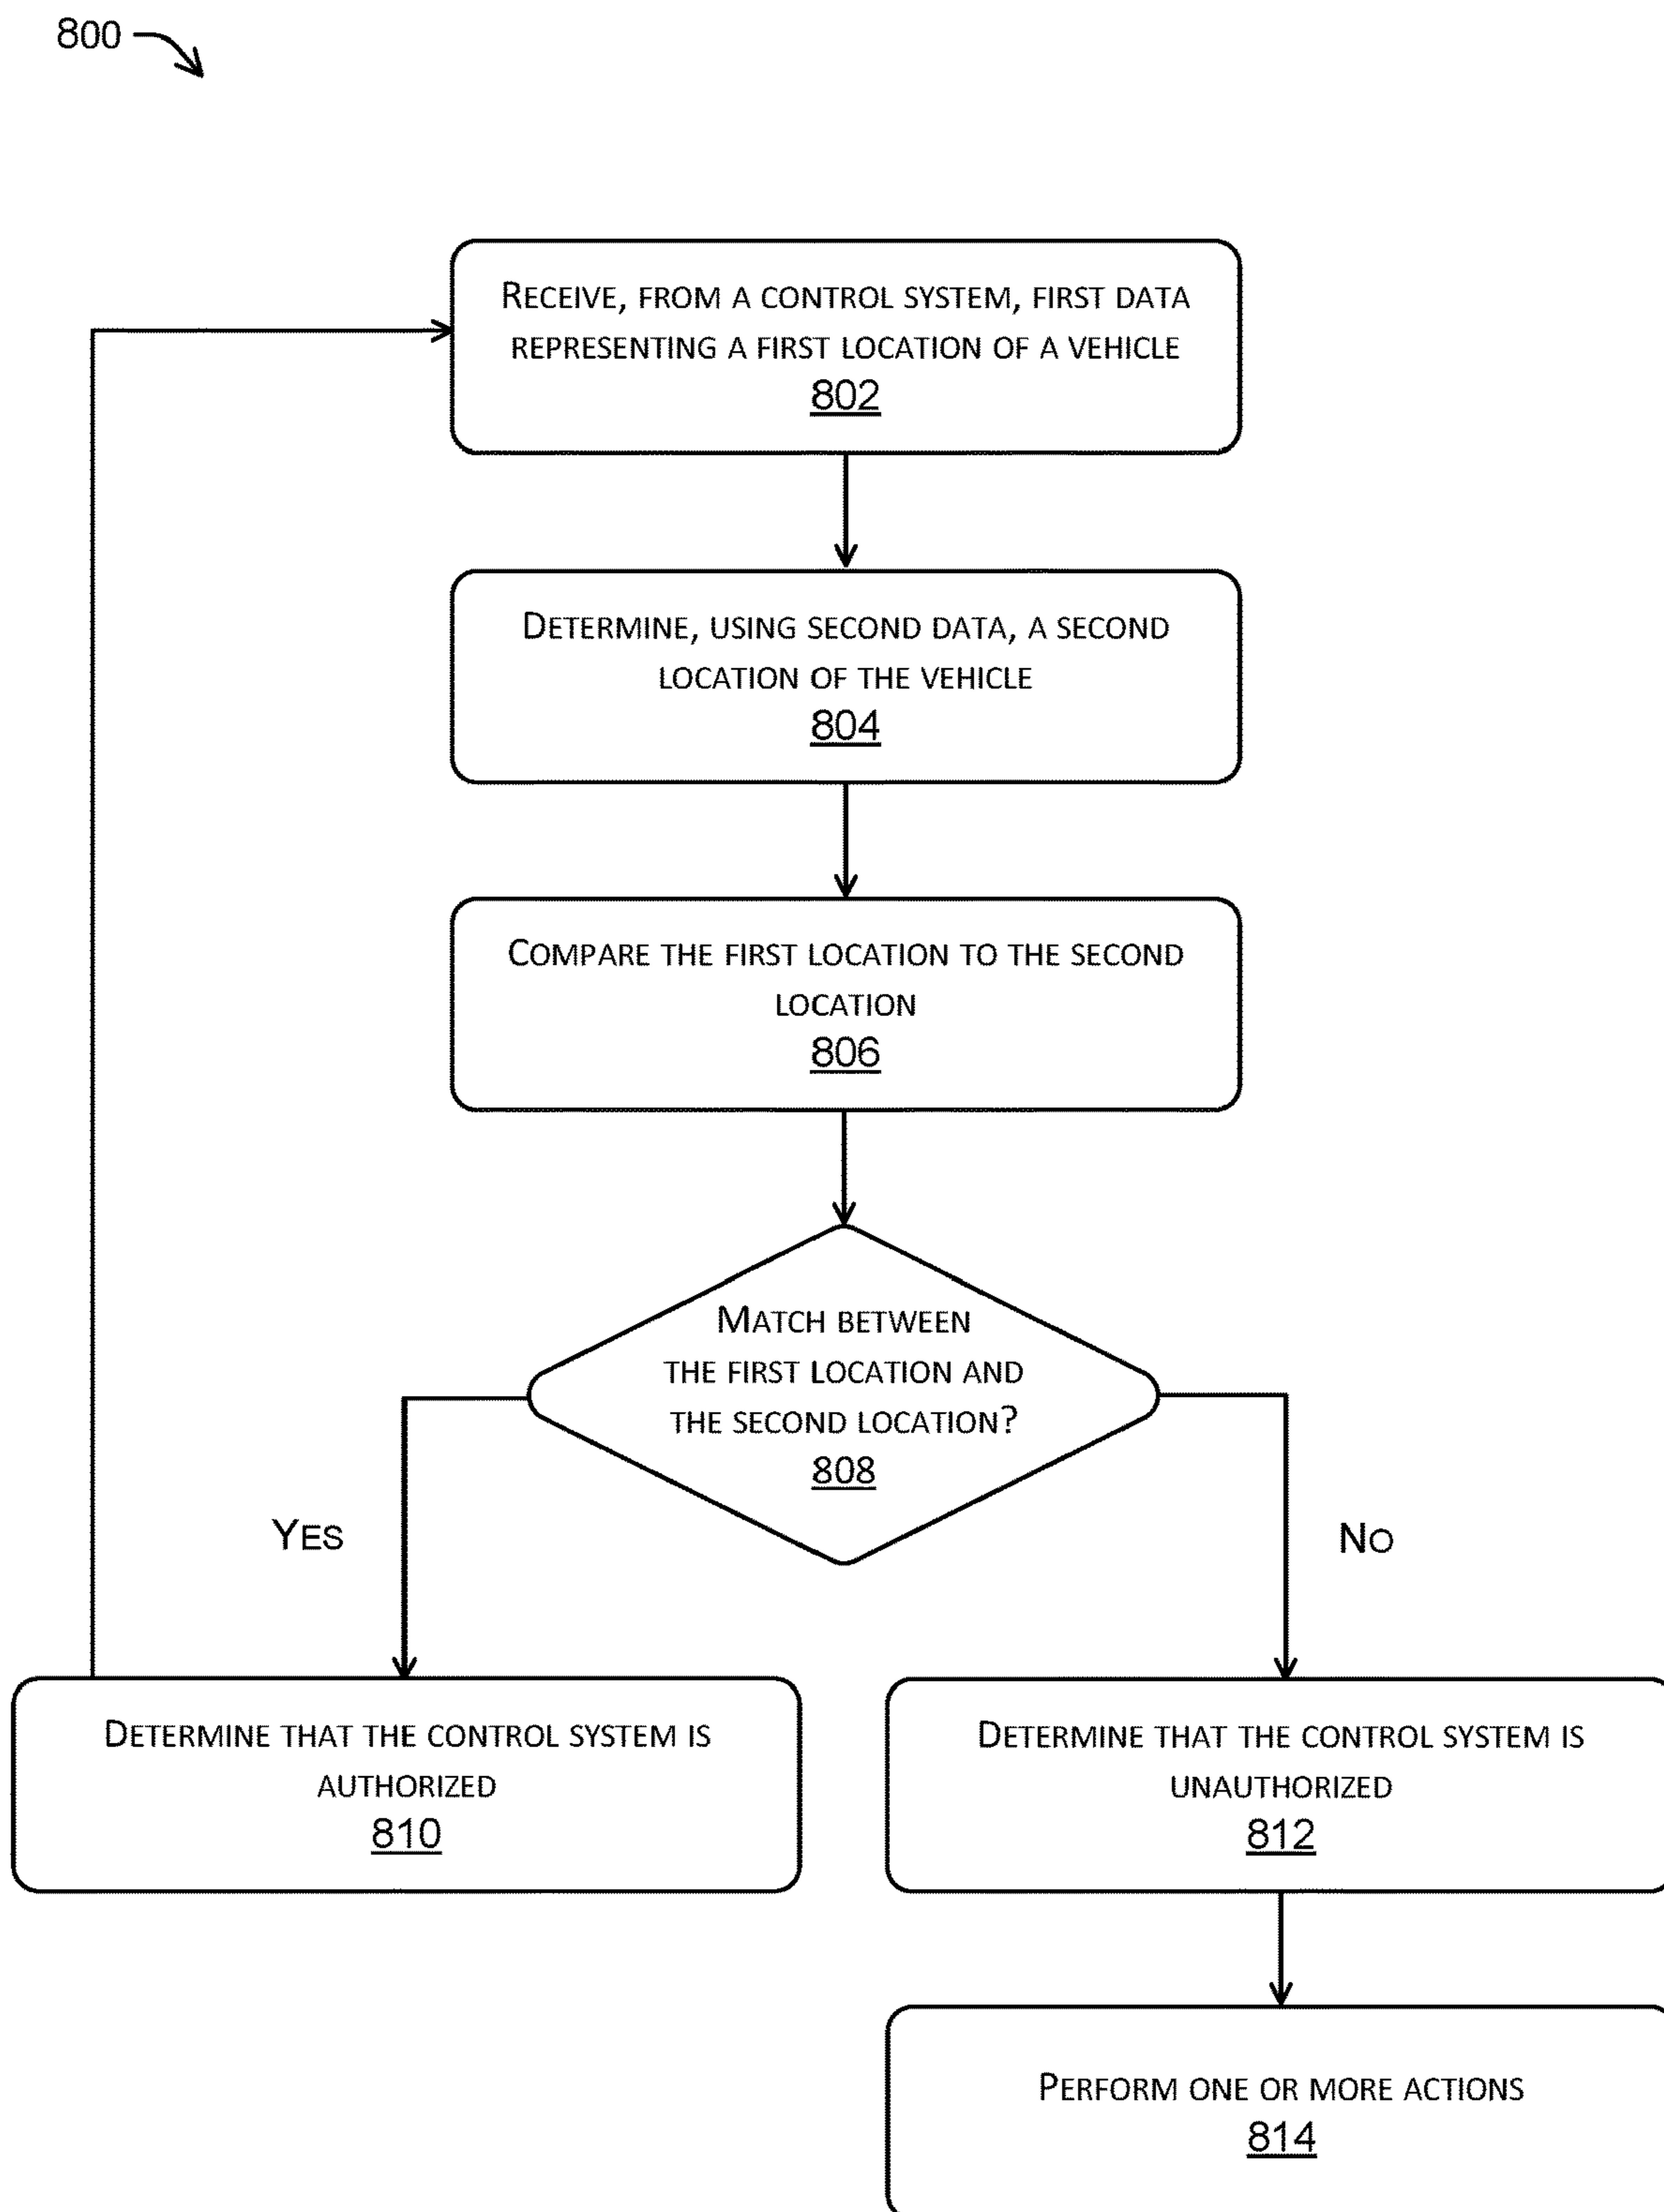 800
RECEIVE, FROM A CONTROL SYSTEM, FIRST DATA
REPRESENTING A FIRST LOCATION OF A VEHICLE
802
DETERMINE, USING SECOND DATA, A SECOND
LOCATION OF THE VEHICLE
804
COMPARE THE FIRST LOCATION TO THE SECOND
LOCATION
806
MATCH BETWEEN
THE FIRST LOCATION AND
THE SECOND LOCATION?
808
YES
NO
DETERMINE THAT THE CONTROL SYSTEM IS
AUTHORIZED
810
DETERMINE THAT THE CONTROL SYSTEM IS
UNAUTHORIZED
812
PERFORM ONE OR MORE ACTIONS
814